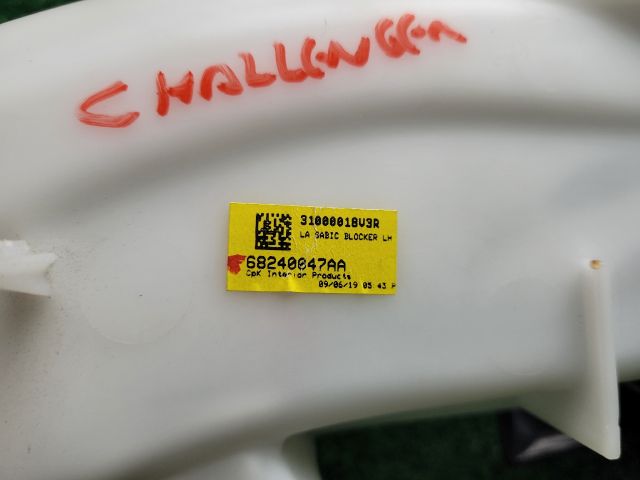 CHALLENGER
31000018V3R
LA SABIC BLOCKER LH
68240047AA
CpK Interior Products
09/06/19 05:43 P